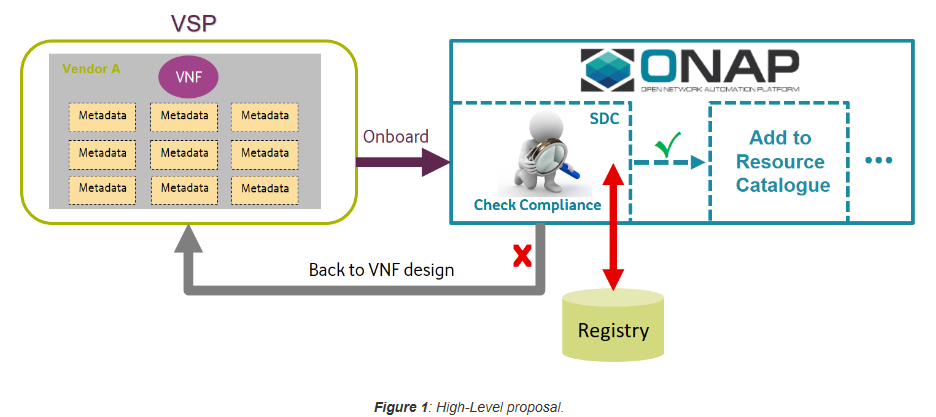 VSP
Vendor A
VNF
Metadata Metadata Metadata
Metadata Metadata Metadata
Metadata Metadata Metadata
Onboard
ONAP
OPEN NETWORK AUTOMATION PLATFORM
SDC
Check Compliance
Add to
Resource
Catalogue
...
Back to VNF design
X
Registry
Figure 1: High-Level proposal.